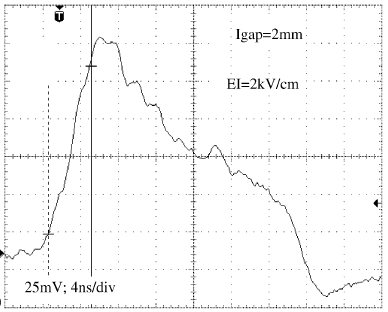 T
Igap=2mm
EI=2kV/cm
25mV; 4ns/div